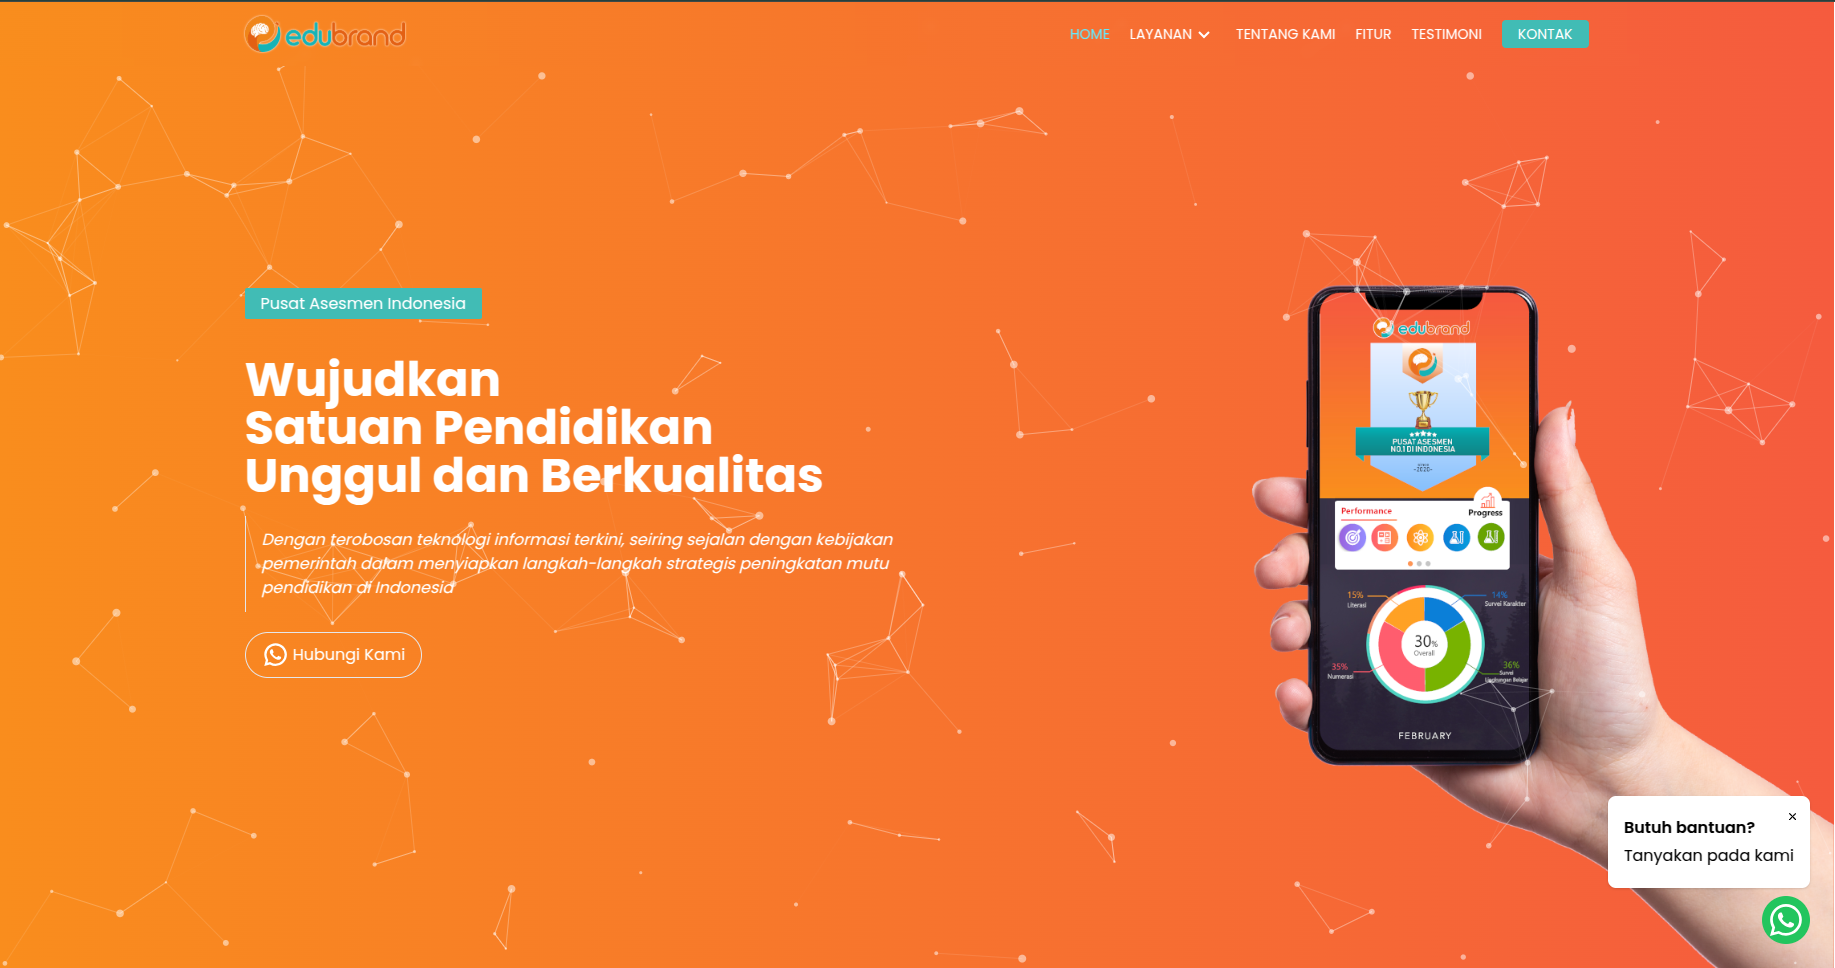 edubrand
HOME
LAYANAN
TENTANG KAMI
FITUR
TESTIMONI
KONTAK
Pusat Asesmen Indonesia
Wujudkan
Satuan Pendidikan
Unggul dan Berkualitas
Dengan terobosan teknologi informasi terkini, seiring sejalan dengan kebijakan
pemerintah dalam menyiapkan langkah-langkah strategis peningkatan mutu
pendidikan di Indonesia
Hubungi Kami
edubrand
PUSAT ASESMEN
NO.1 DI INDONESIA
-2020-
Performance
Progress
15%
Literasi
14%
Survei Karakter
30%
Overall
35%
Numerasi
36%
Survei
Lingkungan Belajar
FEBRUARY
Butuh bantuan?
Tanyakan pada kami